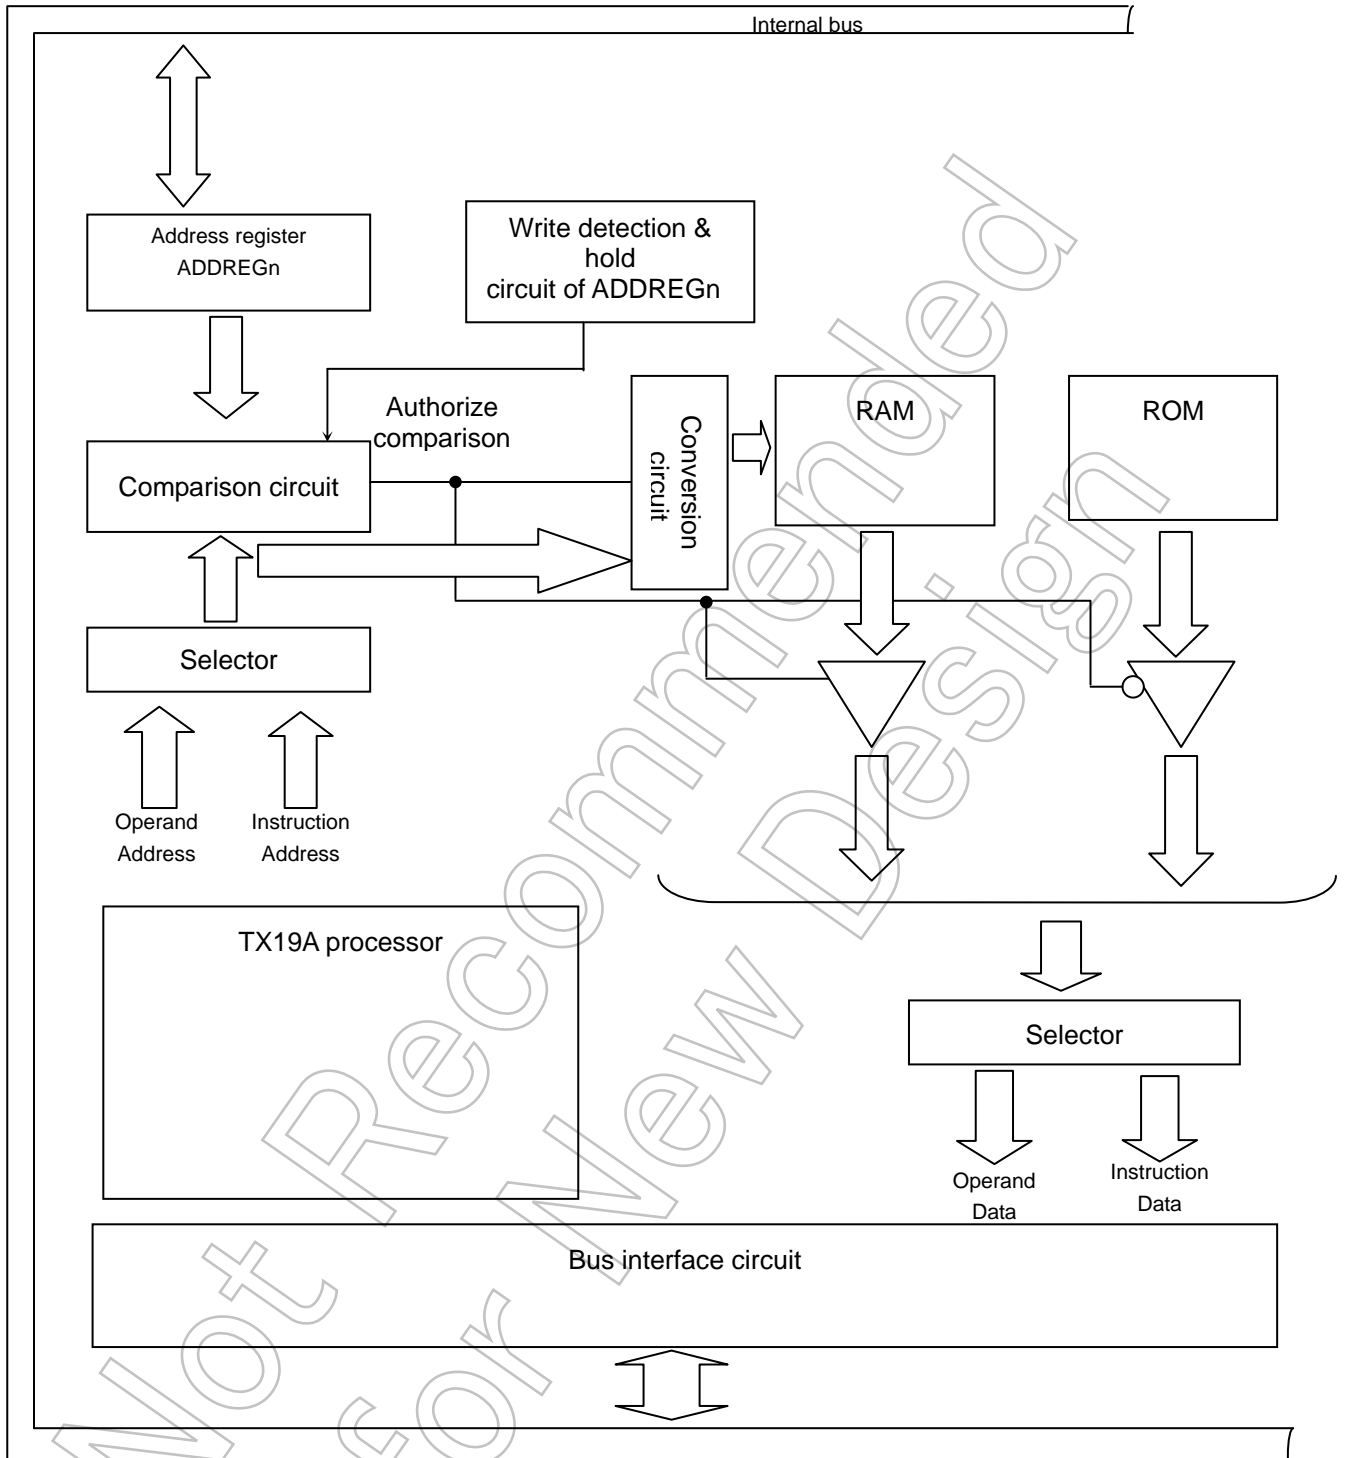 Internal bus
Address register
ADDREGn
Write detection &
hold
circuit of ADDREGn
Authorize
comparison
Conversion
circuit
RAM
ROM
Comparison circuit
Selector
Operand
Address
Instruction
Address
TX19A processor
Selector
Operand
Data
Instruction
Data
Bus interface circuit
Not Recommended
for New Design